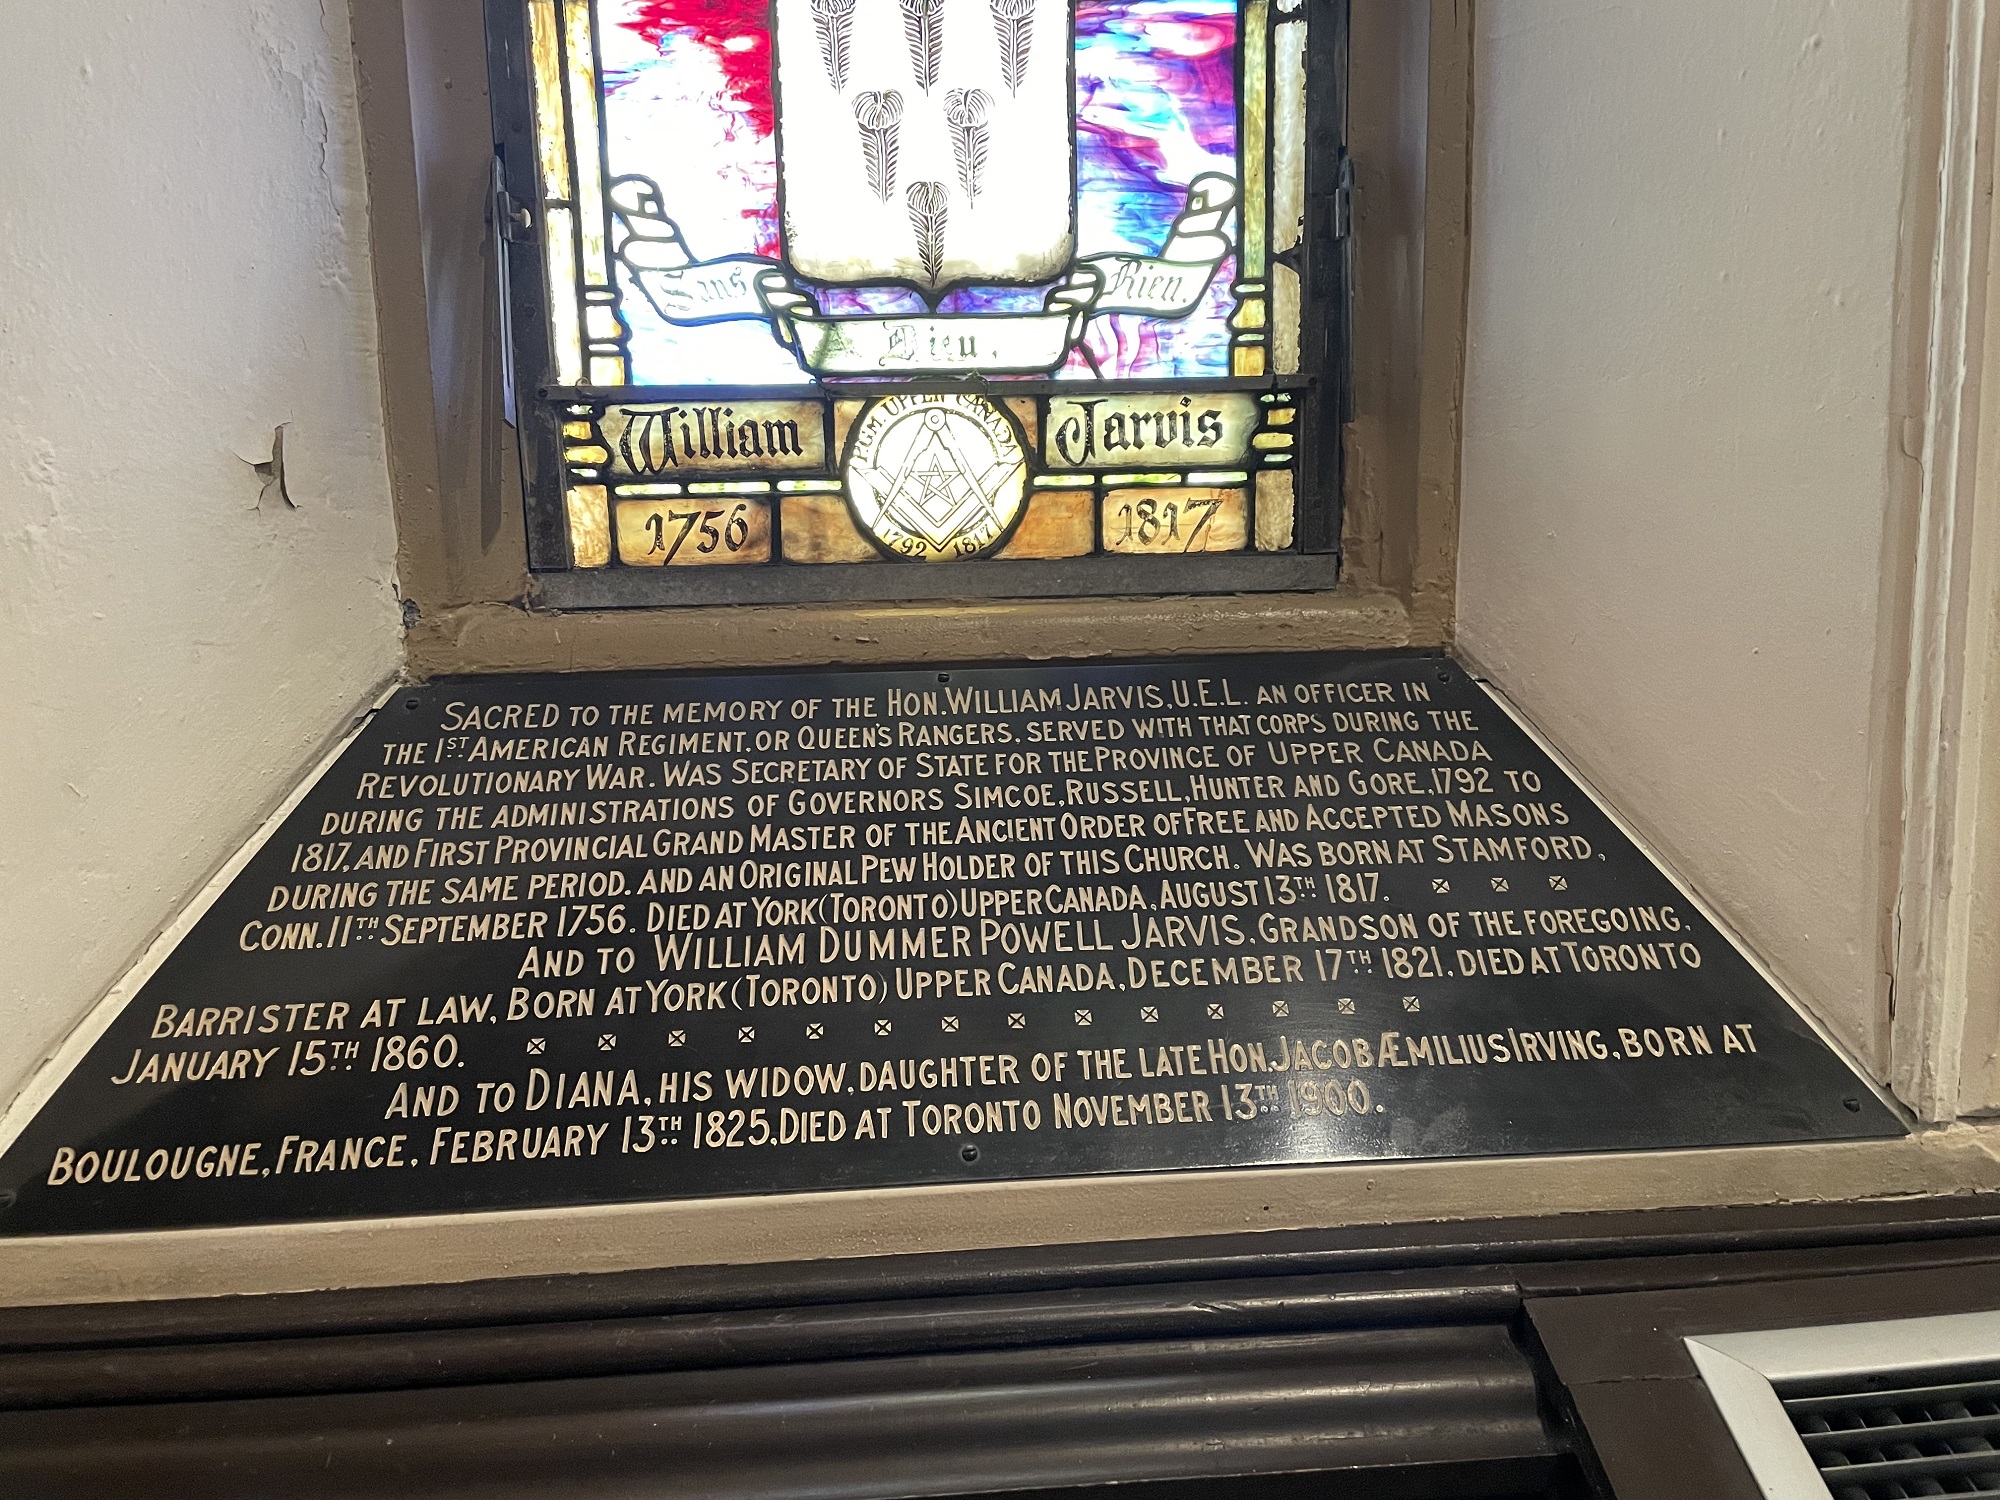 Sans
Rien.
A Dieu.
William
P.G.M. UPPER CANADA
1792 1817
Jarvis
1756
1817
SACRED TO THE MEMORY OF THE HON. WILLIAM JARVIS, U.E.L. AN OFFICER IN
THE 1ST AMERICAN REGIMENT. OR QUEEN'S RANGERS. SERVED WITH THAT CORPS DURING THE
REVOLUTIONARY WAR. WAS SECRETARY OF STATE FOR THE PROVINCE OF UPPER CANADA
DURING THE ADMINISTRATIONS OF GOVERNORS SIMCOE, RUSSELL, HUNTER AND GORE, 1792 TO
1817, AND FIRST PROVINCIAL GRAND MASTER OF THE ANCIENT ORDER OF FREE AND ACCEPTED MASONS
DURING THE SAME PERIOD. AND AN ORIGINAL PEW HOLDER OF THIS CHURCH. WAS BORN AT STAMFORD,
CONN. 11TH SEPTEMBER 1756. DIED AT YORK (TORONTO) UPPER CANADA, AUGUST 13TH 1817.
AND TO WILLIAM DUMMER POWELL JARVIS, GRANDSON OF THE FOREGOING,
BARRISTER AT LAW, BORN AT YORK (TORONTO) UPPER CANADA, DECEMBER 17TH 1821, DIED AT TORONTO
JANUARY 15TH 1860.
AND TO DIANA, HIS WIDOW, DAUGHTER OF THE LATE HON. JACOB ÆMILIUS IRVING, BORN AT
BOULOUGNE, FRANCE, FEBRUARY 13TH 1825, DIED AT TORONTO NOVEMBER 13TH 1900.